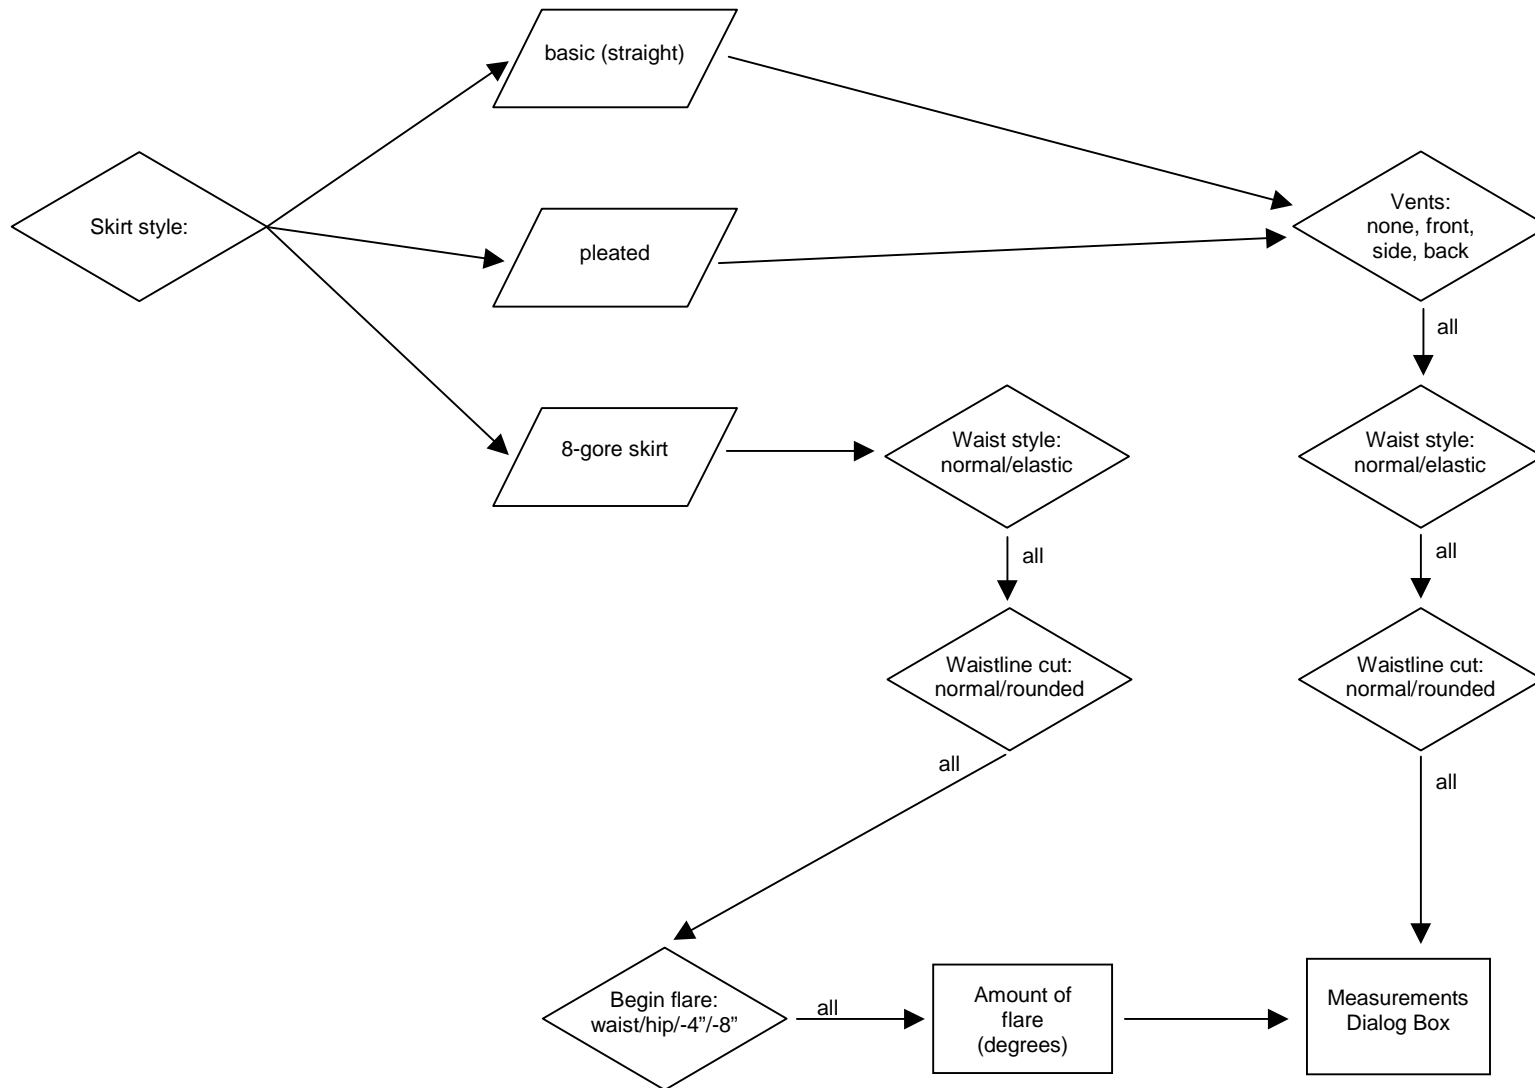 basic (straight)
Skirt style:
Vents:
none, front,
side, back
pleated
all
8-gore skirt
Waist style:
normal/elastic
Waist style:
normal/elastic
all
all
Waistline cut:
normal/rounded
Waistline cut:
normal/rounded
all
all
Begin flare:
waist/hip/-4”/-8”
all
Amount of
flare
(degrees)
Measurements
Dialog Box